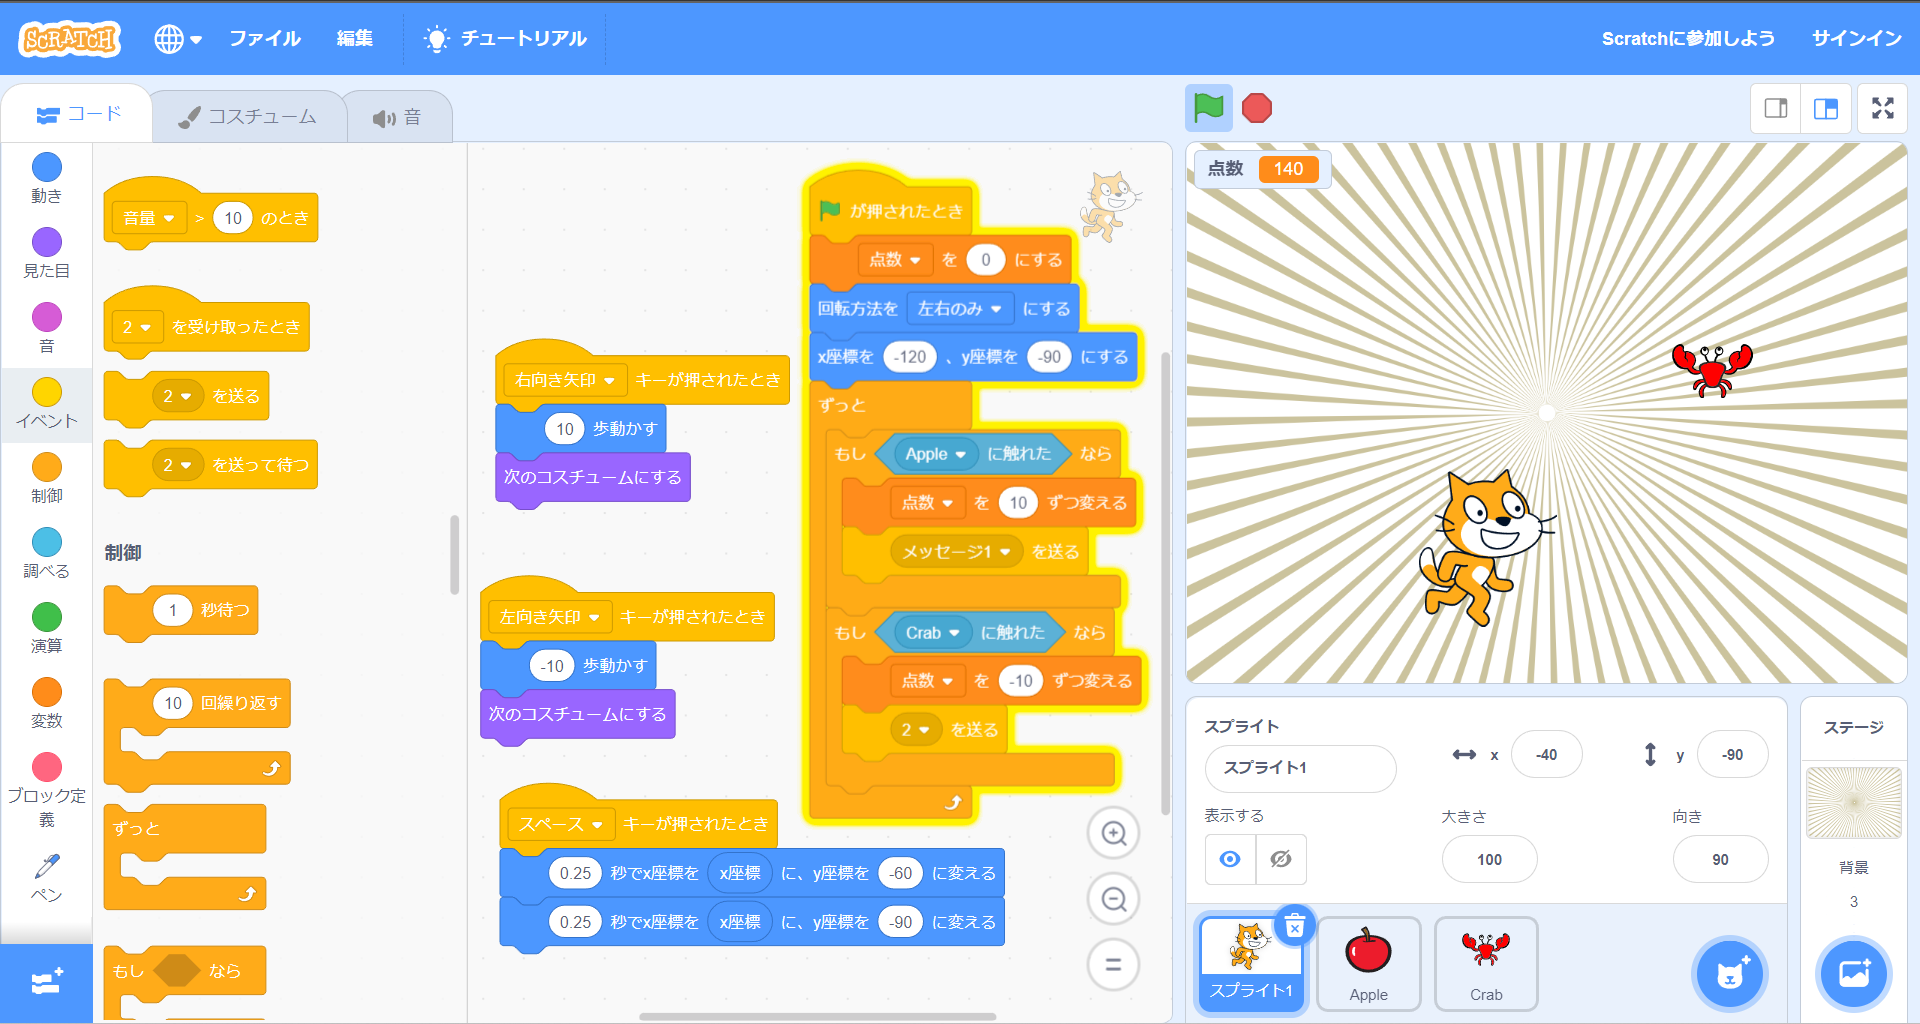 SCRATCH ファイル 編集 チュートリアル Scratchに参加しよう サインイン
コード コスチューム 音
動き
見た目
音
イベント
制御
調べる
演算
変数
ブロック定
義
ペン
音量 > 10 のとき
2 を受け取ったとき
2 を送る
2 を送って待つ
制御
1 秒待つ
10 回繰り返す
ずっと
もし なら
右向き矢印 キーが押されたとき
10 歩動かす
次のコスチュームにする
左向き矢印 キーが押されたとき
-10 歩動かす
次のコスチュームにする
スペース キーが押されたとき
0.25 秒でx座標を x座標 に、y座標を -60 に変える
0.25 秒でx座標を x座標 に、y座標を -90 に変える
が押されたとき
点数 を 0 にする
回転方法を 左右のみ にする
x座標を -120 、y座標を -90 にする
ずっと
もし Apple に触れた なら
点数 を 10 ずつ変える
メッセージ1 を送る
もし Crab に触れた なら
点数 を -10 ずつ変える
2 を送る
点数 140
スプライト
スプライト1 x -40 y -90
表示する 大きさ 向き
100 90
スプライト1 Apple Crab
ステージ
背景
3